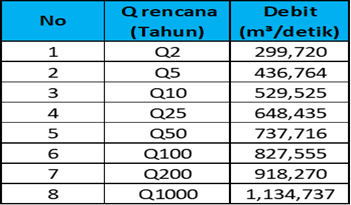 No Q rencana (Tahun) Debit (m³/detik)
1 Q2 299,720
2 Q5 436,764
3 Q10 529,525
4 Q25 648,435
5 Q50 737,716
6 Q100 827,555
7 Q200 918,270
8 Q1000 1,134,737